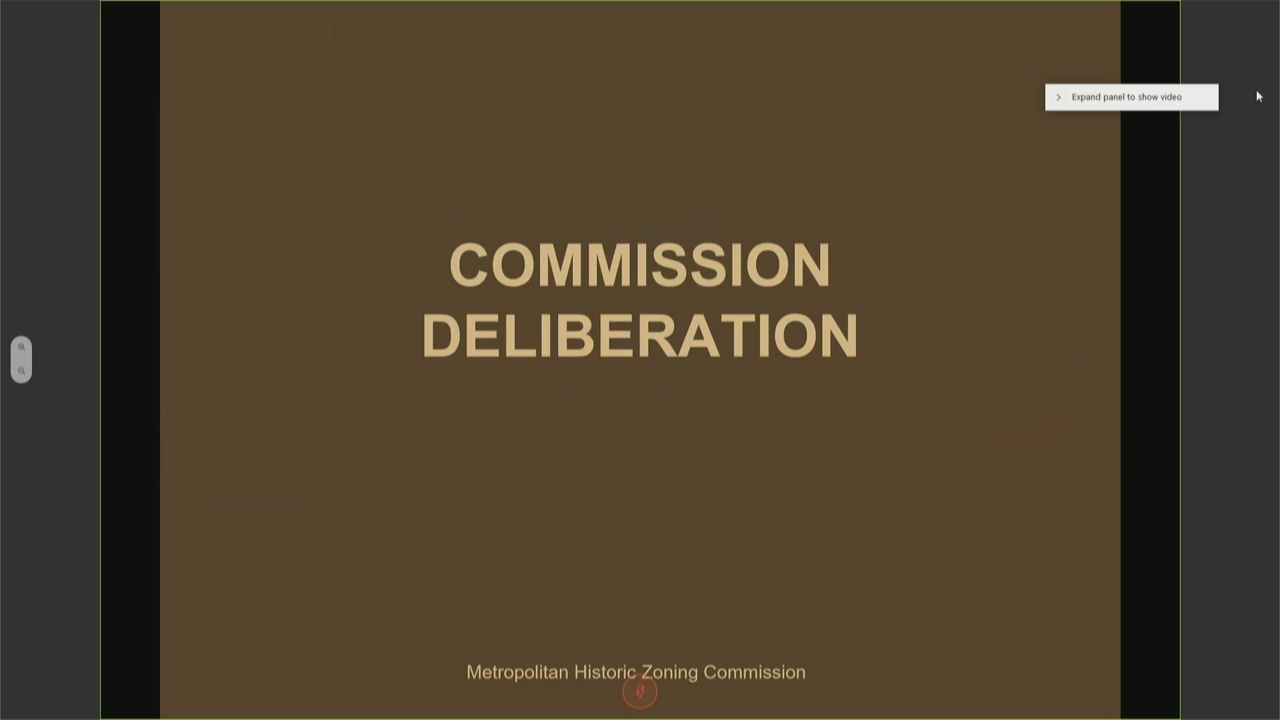 Expand panel to show video
COMMISSION
DELIBERATION
Metropolitan Historic Zoning Commission